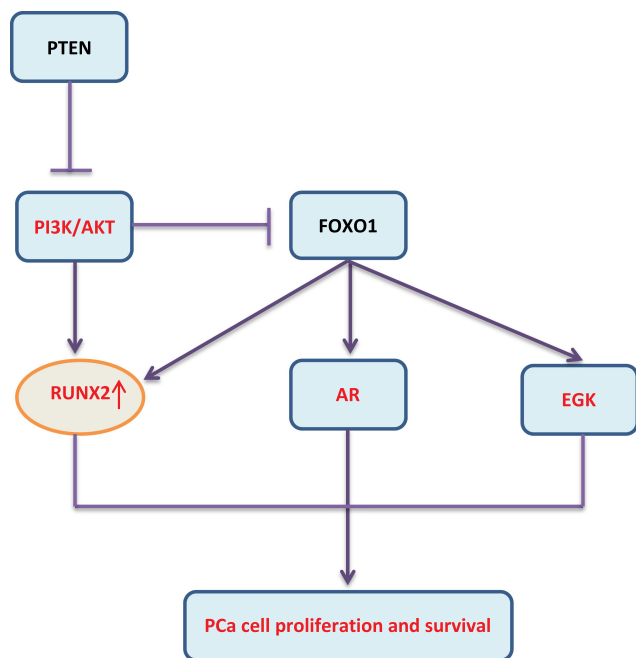 PTEN
PI3K/AKT
FOXO1
RUNX2↑
AR
EGK
PCa cell proliferation and survival